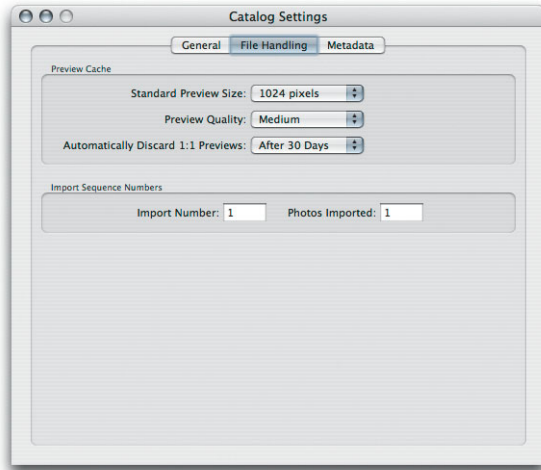 Catalog Settings
General File Handling Metadata
Preview Cache
Standard Preview Size: 1024 pixels
Preview Quality: Medium
Automatically Discard 1:1 Previews: After 30 Days
Import Sequence Numbers
Import Number: 1 Photos Imported: 1